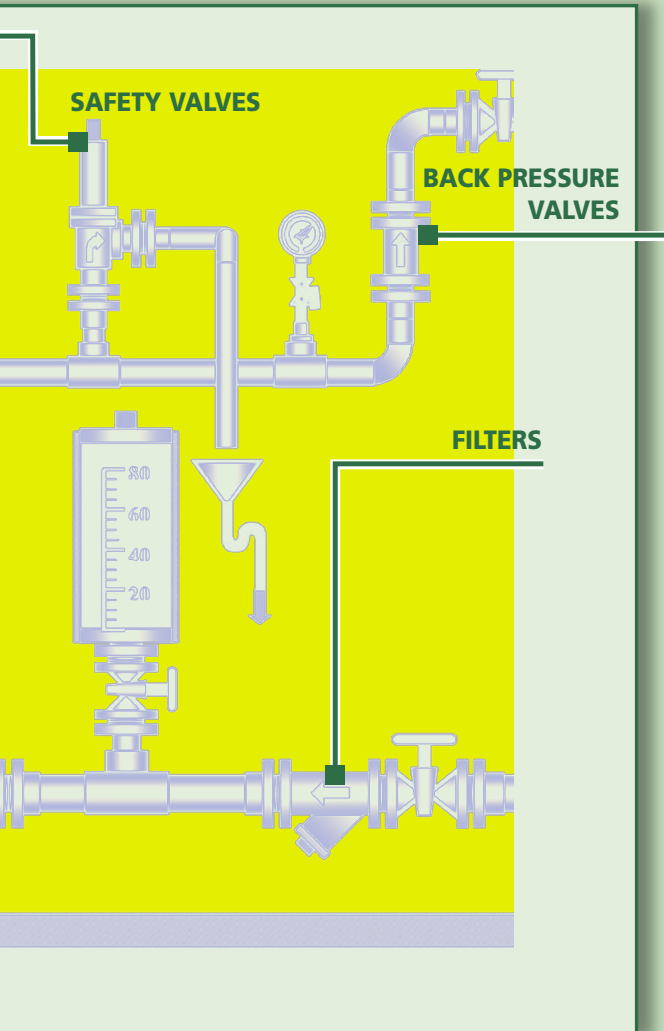 SAFETY VALVES
BACK PRESSURE
VALVES
FILTERS
80
60
40
20